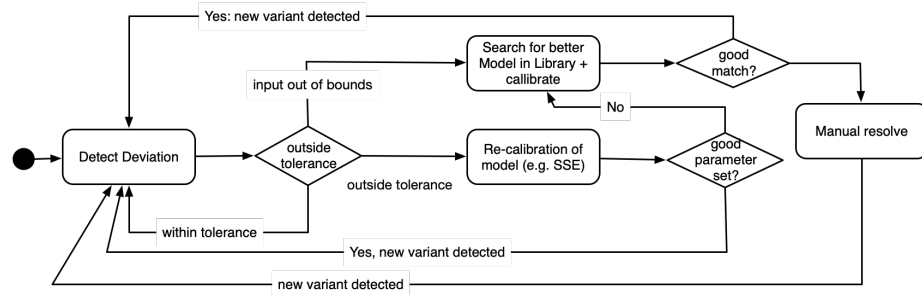 Yes: new variant detected
Search for better
Model in Library +
callibrate
good
match?
input out of bounds
No
Manual resolve
Detect Deviation
outside
tolerance
Re-calibration of
model (e.g. SSE)
good
parameter
set?
outside tolerance
within tolerance
Yes, new variant detected
new variant detected